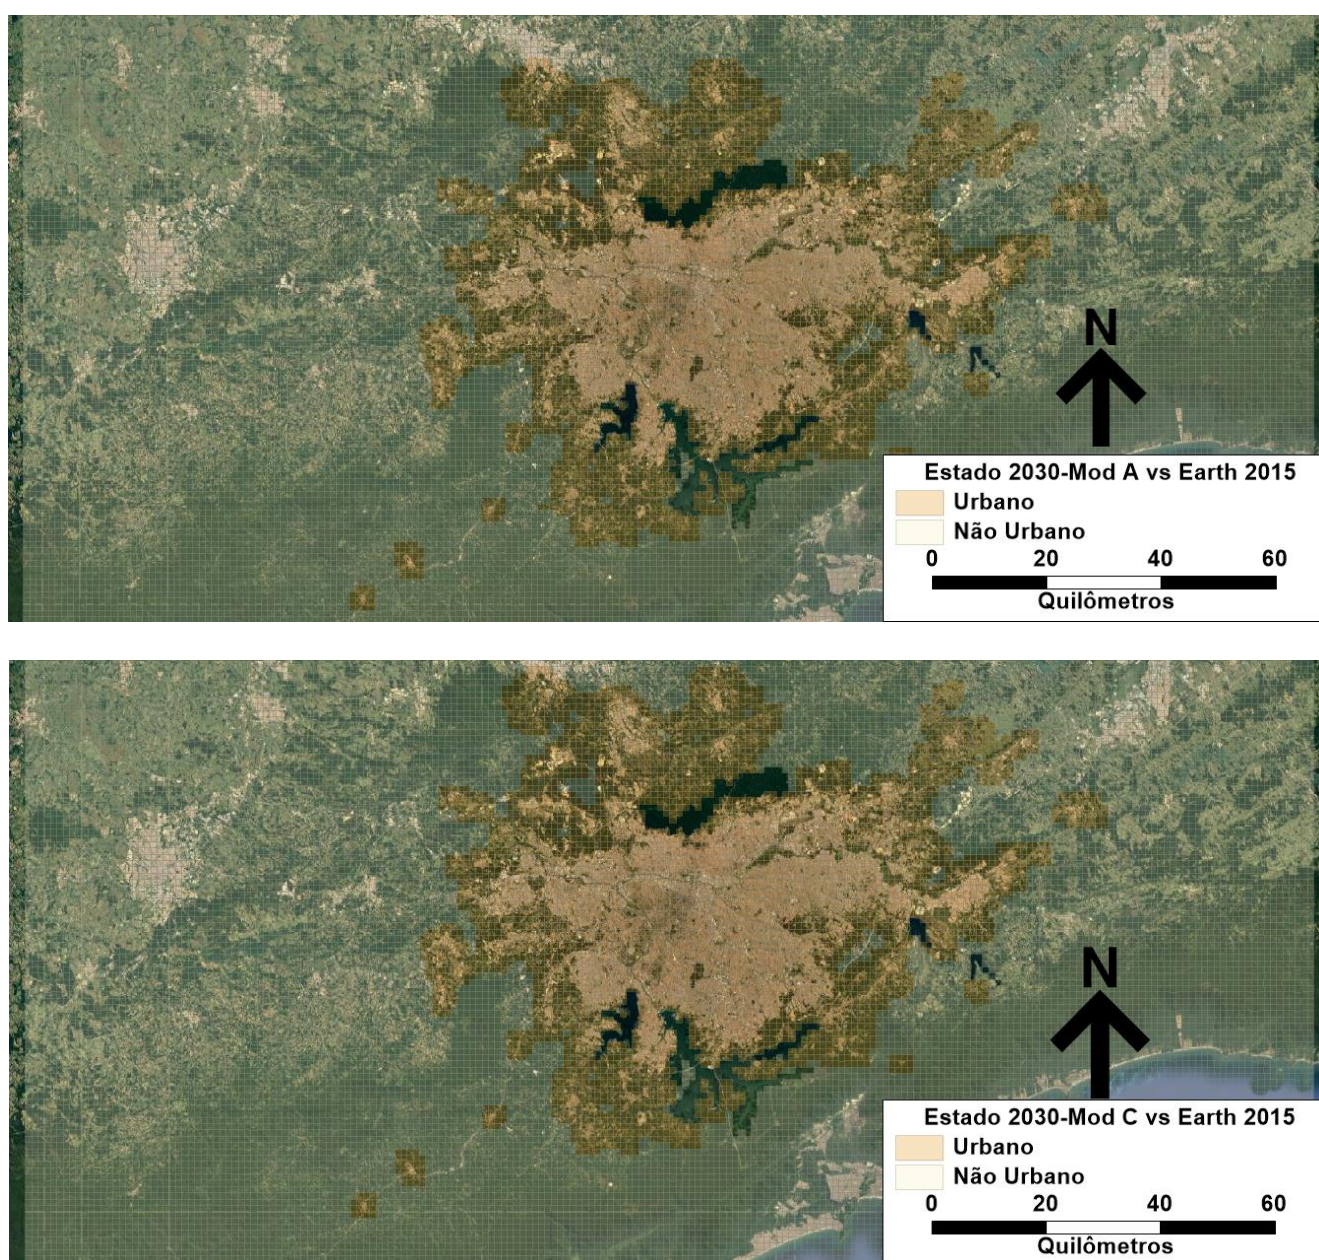 N
Estado 2030-Mod A vs Earth 2015
Urbano
Não Urbano
0 20 40 60
Quilômetros
N
Estado 2030-Mod C vs Earth 2015
Urbano
Não Urbano
0 20 40 60
Quilômetros